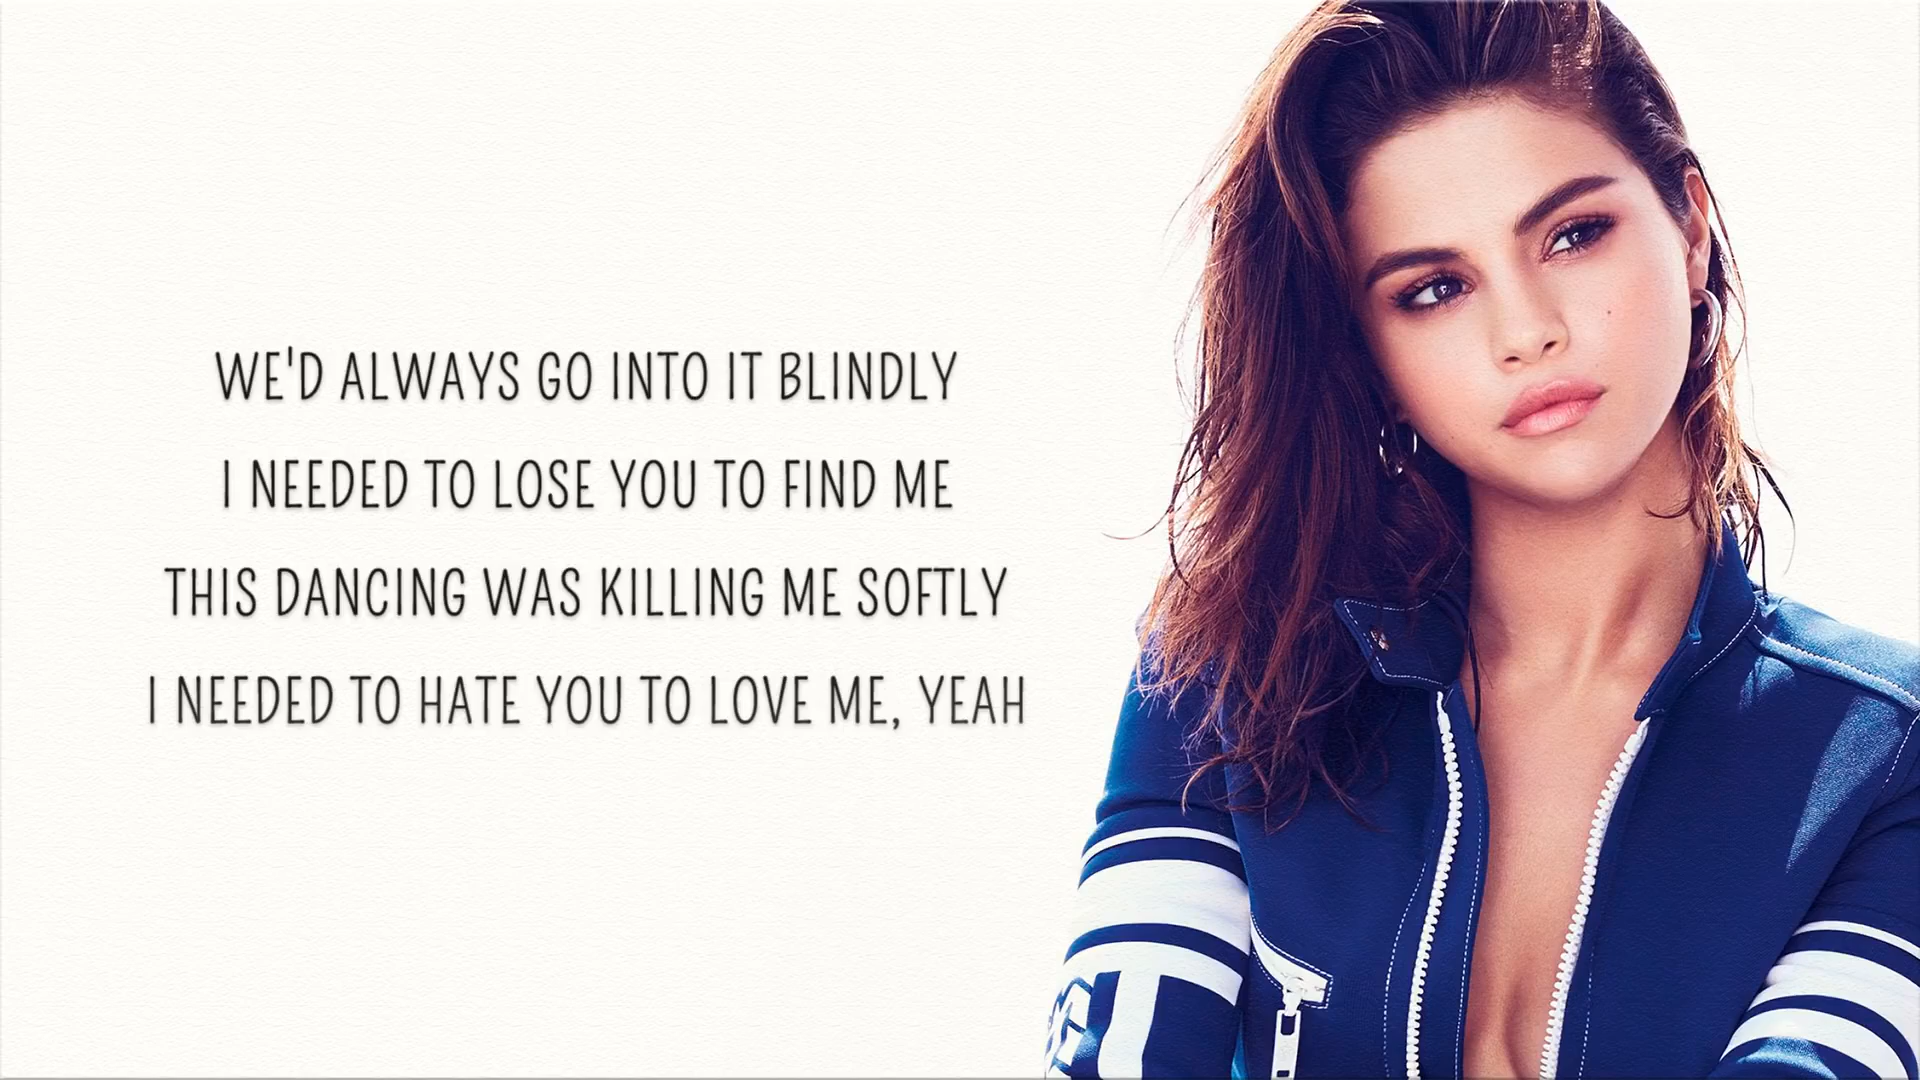 WE'D ALWAYS GO INTO IT BLINDLY
I NEEDED TO LOSE YOU TO FIND ME
THIS DANCING WAS KILLING ME SOFTLY
I NEEDED TO HATE YOU TO LOVE ME, YEAH